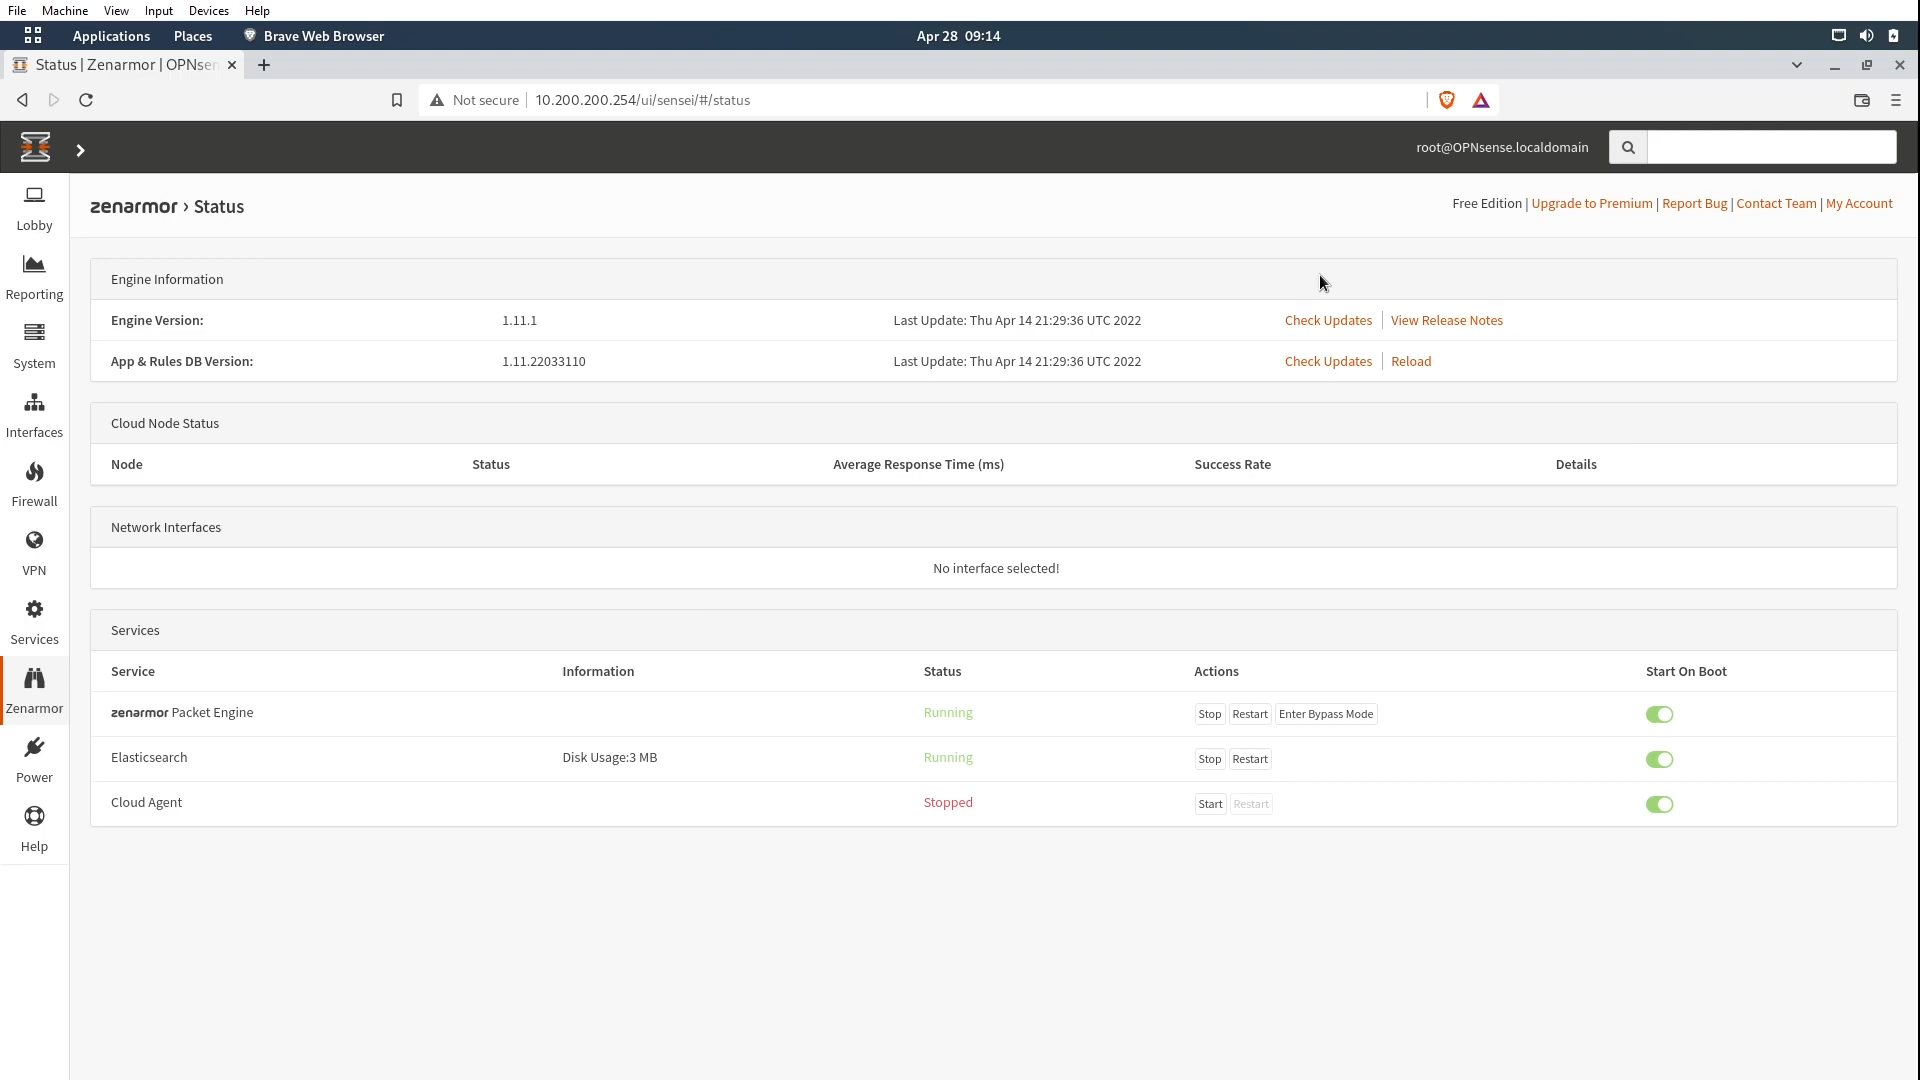 File Machine View Input Devices Help
Applications Places Brave Web Browser Apr 28 09:14
Status | Zenarmor | OPNsen
Not secure 10.200.200.254/ui/sensei/#/status
root@OPNsense.localdomain
Lobby
Reporting
System
Interfaces
Firewall
VPN
Services
Zenarmor
Power
Help
zenarmor › Status
Free Edition | Upgrade to Premium | Report Bug | Contact Team | My Account
Engine Information
Engine Version: 1.11.1 Last Update: Thu Apr 14 21:29:36 UTC 2022 Check Updates | View Release Notes
App & Rules DB Version: 1.11.22033110 Last Update: Thu Apr 14 21:29:36 UTC 2022 Check Updates | Reload
Cloud Node Status
Node Status Average Response Time (ms) Success Rate Details
Network Interfaces
No interface selected!
Services
Service Information Status Actions Start On Boot
zenarmor Packet Engine Running Stop Restart Enter Bypass Mode
Elasticsearch Disk Usage:3 MB Running Stop Restart
Cloud Agent Stopped Start Restart